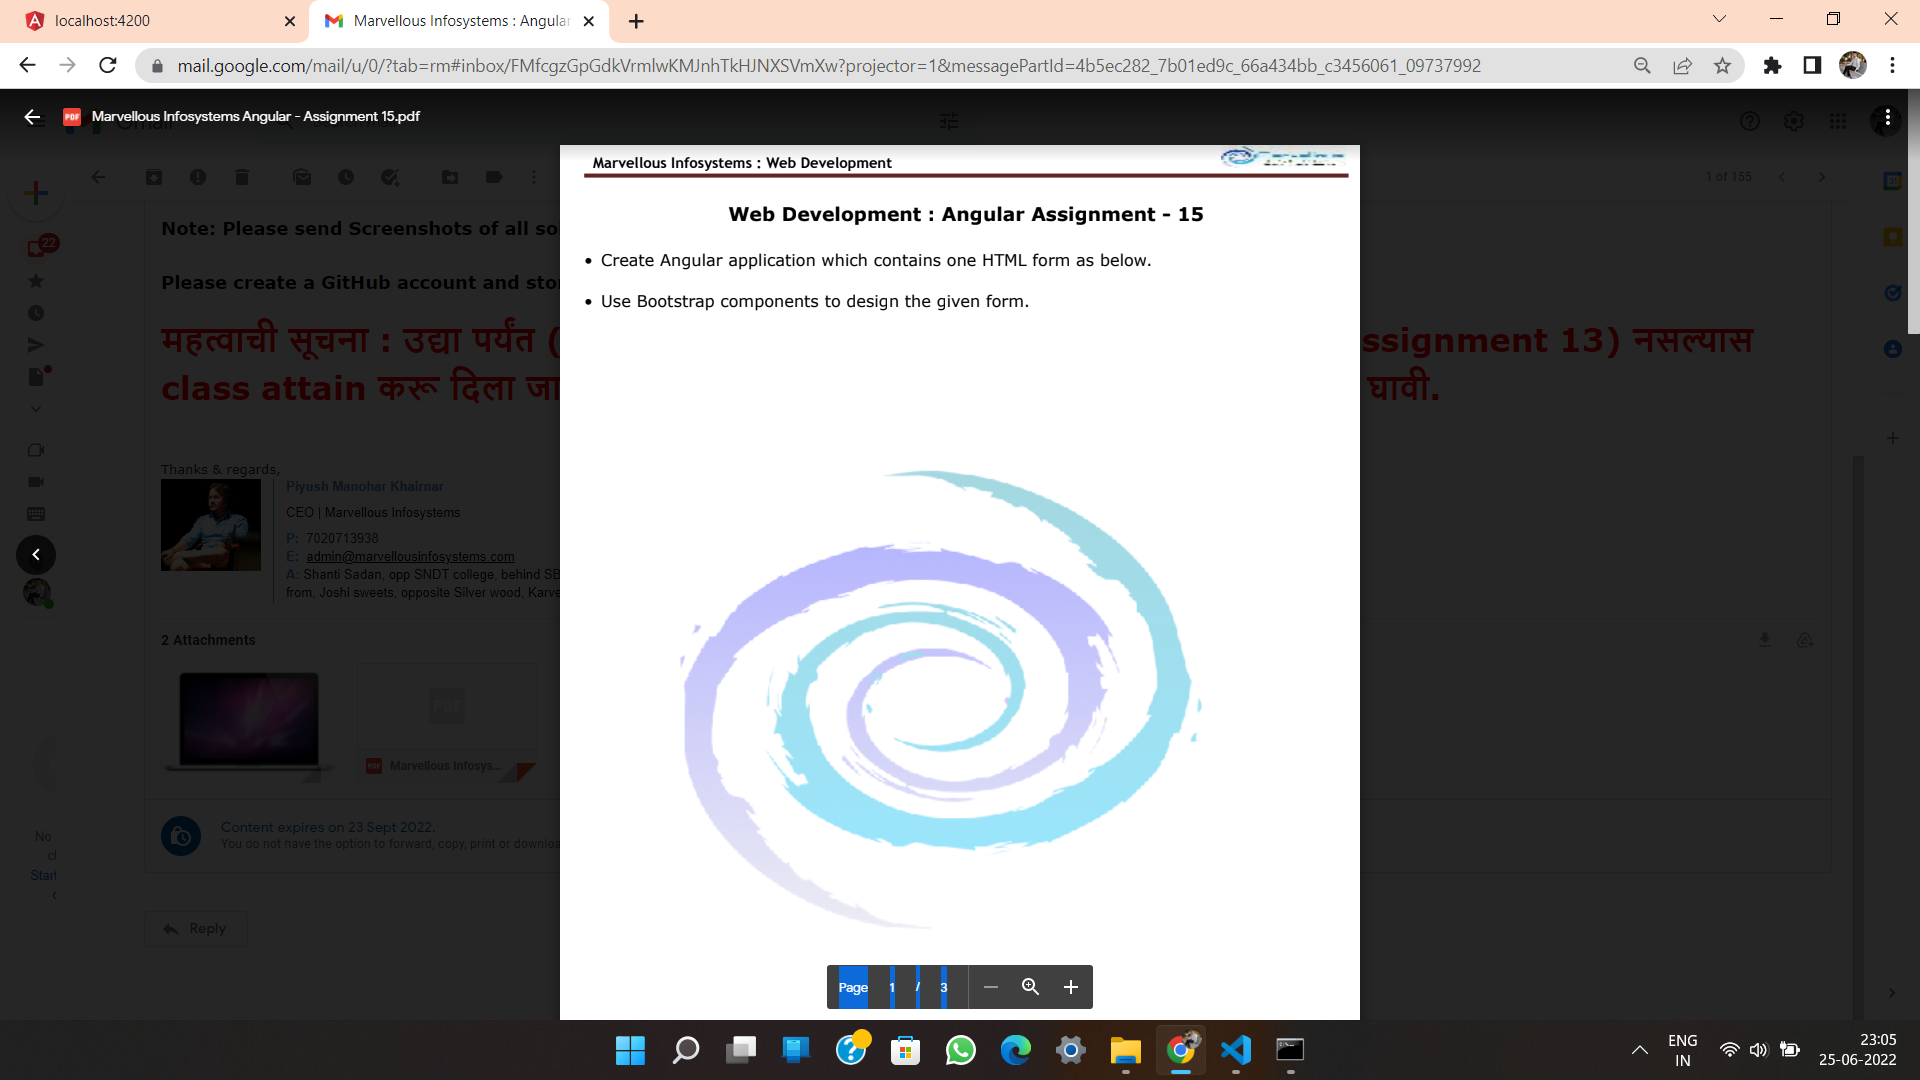 localhost:4200
Marvellous Infosystems : Angular
mail.google.com/mail/u/0/?tab=rm#inbox/FMfcgzGpGdkVrmlwKMJnhTkHJNXSVmXw?projector=1&messagePartId=4b5ec282_7b01ed9c_66a434bb_c3456061_09737992
PDF Marvellous Infosystems Angular - Assignment 15.pdf
1 of 155
22
Marvellous Infosystems : Web Development
Web Development : Angular Assignment - 15
• Create Angular application which contains one HTML form as below.
• Use Bootstrap components to design the given form.
Note: Please send Screenshots of all so
Please create a GitHub account and sto
महत्वाची सूचना : उद्या पर्यंत (
ssignment 13) नसल्यास
class attain करू दिला जा
घावी.
Thanks & regards,
Piyush Manohar Khairnar
CEO | Marvellous Infosystems
P: 7020713938
E: admin@marvellousinfosystems.com
A: Shanti Sadan, opp SNDT college, behind SB
from, Joshi sweets, opposite Silver wood, Karve
2 Attachments
PDF
PDF Marvellous Infosys...
Content expires on 23 Sept 2022.
You do not have the option to forward, copy, print or downloa
No
Start
Reply
Page 1 / 3
ENG
IN
23:05
25-06-2022